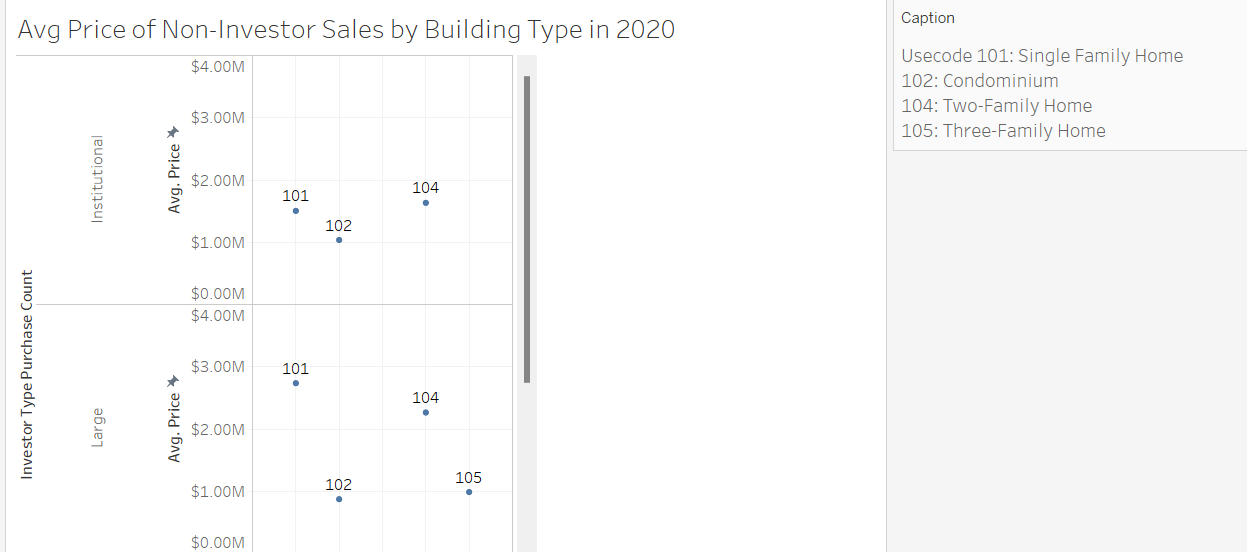 Avg Price of Non-Investor Sales by Building Type in 2020
Investor Type Purchase Count
Institutional
Avg. Price
$4.00M
$3.00M
$2.00M
$1.00M
$0.00M
101
102
104
Large
Avg. Price
$4.00M
$3.00M
$2.00M
$1.00M
$0.00M
101
104
102
105
Caption
Usecode 101: Single Family Home
102: Condominium
104: Two-Family Home
105: Three-Family Home